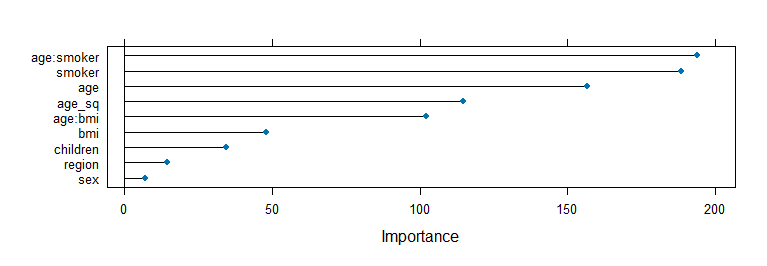 age:smoker
smoker
age
age_sq
age:bmi
bmi
children
region
sex
0 50 100 150 200
Importance